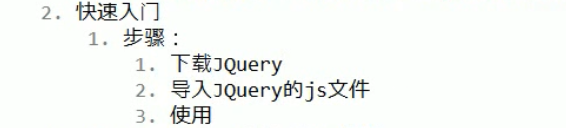 2. 快速入门
1. 步骤：
1. 下载JQuery
2. 导入JQuery的js文件
3. 使用